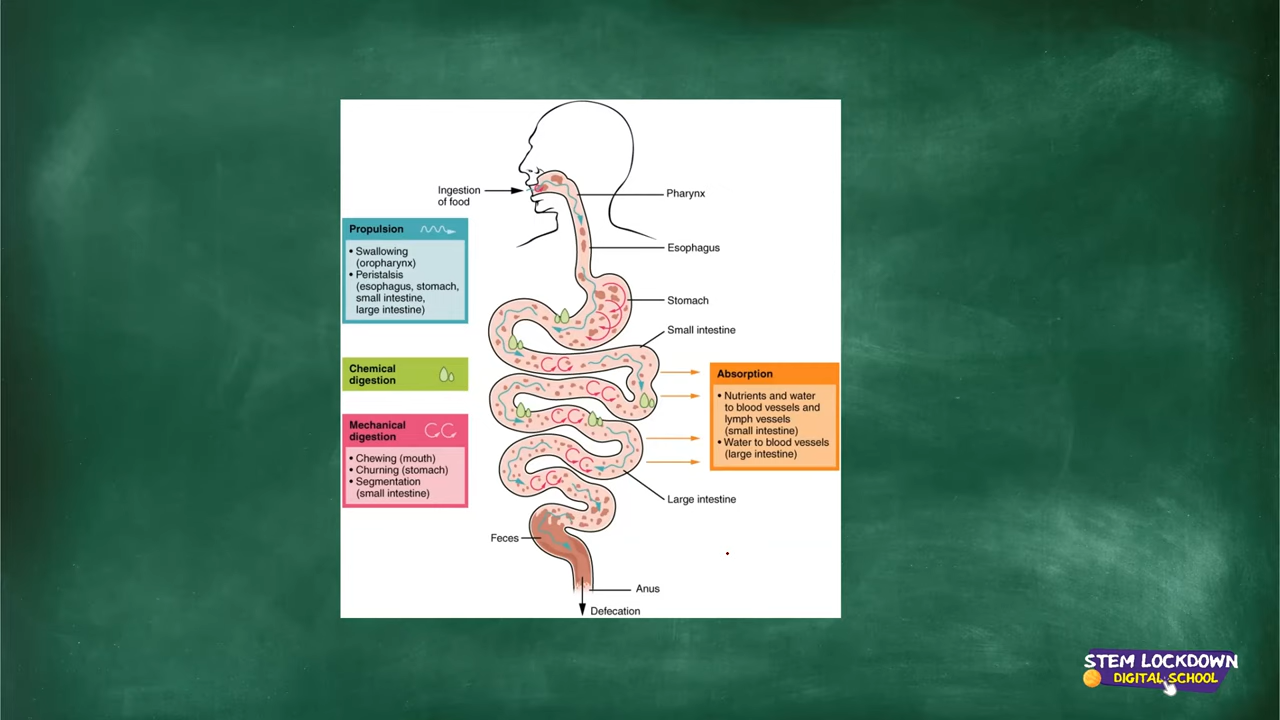 Ingestion
of food
Pharynx
Propulsion
• Swallowing
(oropharynx)
• Peristalsis
(esophagus, stomach,
small intestine,
large intestine)
Esophagus
Stomach
Small intestine
Chemical
digestion
Mechanical
digestion
• Chewing (mouth)
• Churning (stomach)
• Segmentation
(small intestine)
Absorption
• Nutrients and water
to blood vessels and
lymph vessels
(small intestine)
• Water to blood vessels
(large intestine)
Large intestine
Feces
Anus
Defecation
STEM LOCKDOWN
DIGITAL SCHOOL